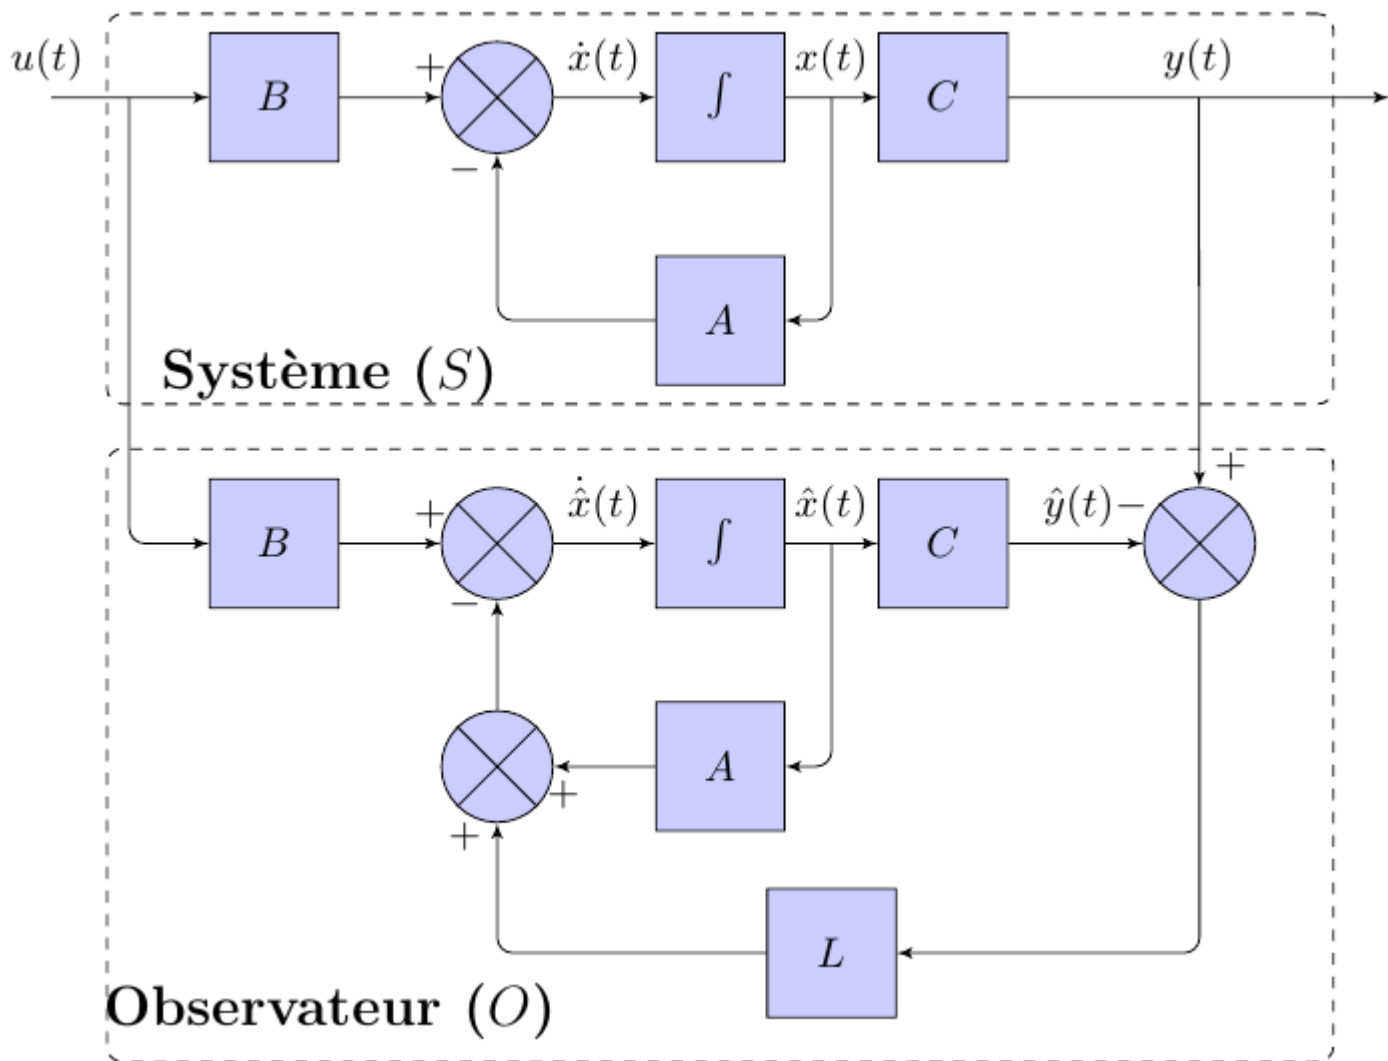 u(t)
B
+
−
ẋ(t)
∫
x(t)
C
y(t)
A
Système (S)
B
+
−
x̂̇(t)
∫
x̂(t)
C
ŷ(t)
−
+
A
+
+
L
Observateur (O)